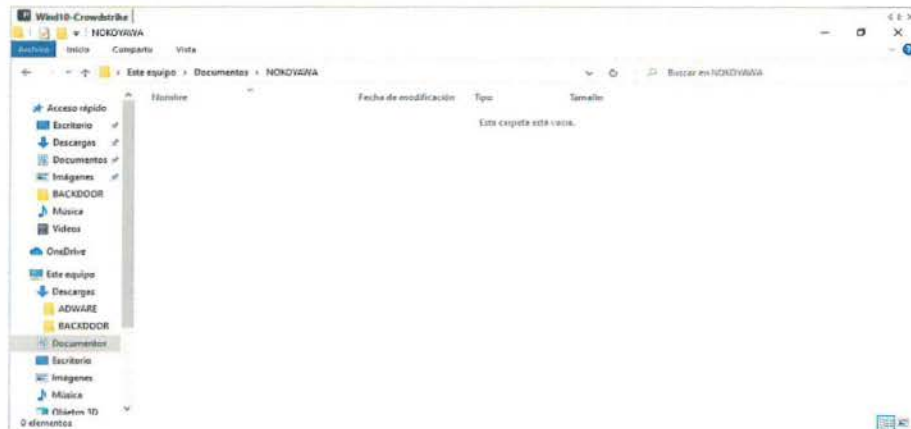 Wind10-Crowdstrike
NOKOYAWA
Archivo Inicio Compartir Vista
Este equipo > Documentos > NOKOYAWA
Buscar en NOKOYAWA
Nombre Fecha de modificación Tipo Tamaño
Esta carpeta está vacía.
Acceso rápido
Escritorio
Descargas
Documentos
Imágenes
BACKDOOR
Música
Vídeos
OneDrive
Este equipo
Descargas
ADWARE
BACKDOOR
Documentos
Escritorio
Imágenes
Música
Objetos 3D
0 elementos